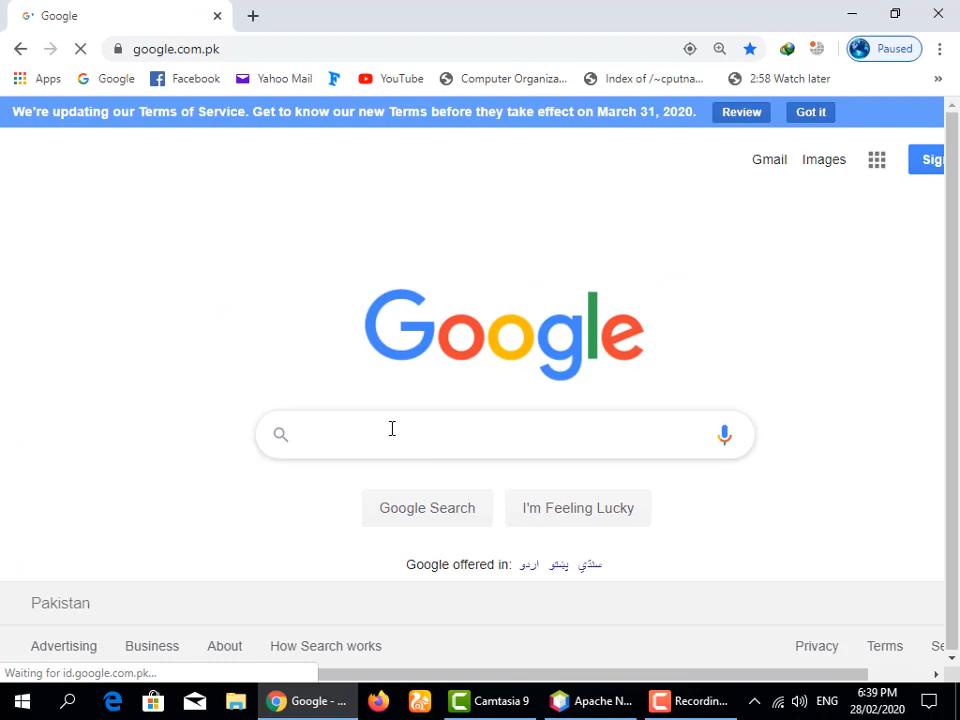 Google
google.com.pk
Paused
Apps Google Facebook Yahoo Mail YouTube Computer Organiza... Index of /~cputna... 2:58 Watch later »
We're updating our Terms of Service. Get to know our new Terms before they take effect on March 31, 2020. Review Got it
Gmail Images Sig
Google
Google Search I'm Feeling Lucky
Google offered in: اردو پښتو سنڌي
Pakistan
Advertising Business About How Search works Privacy Terms Se
Waiting for id.google.com.pk...
Google - ... Camtasia 9 Apache N... Recordin... ENG 6:39 PM
28/02/2020